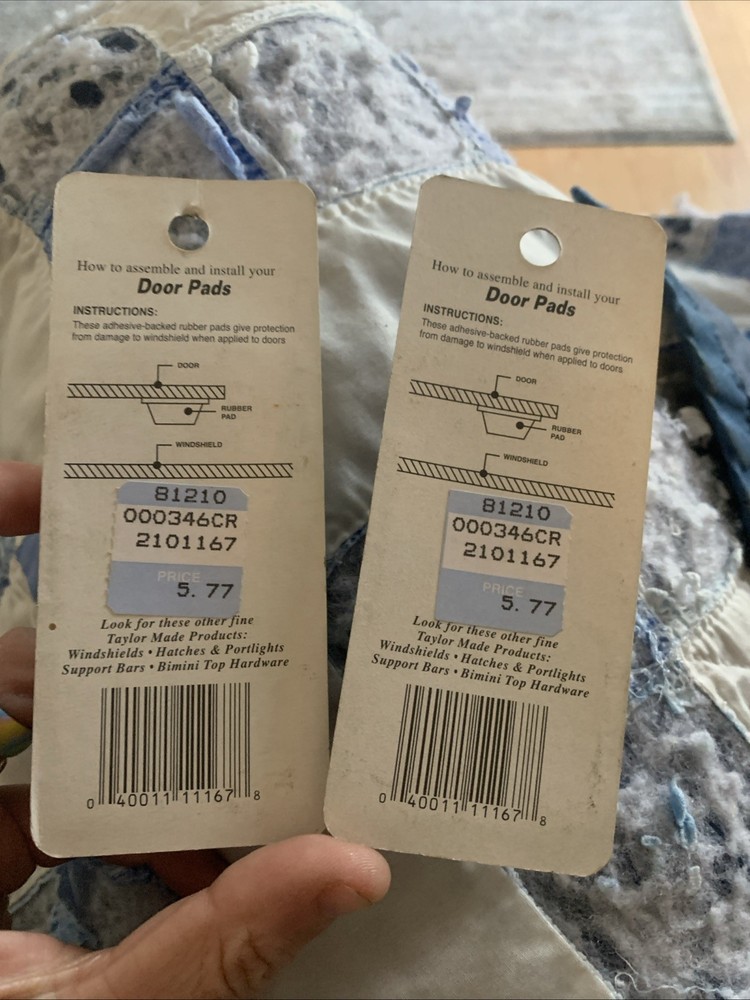 How to assemble and install your
Door Pads
INSTRUCTIONS:
These adhesive-backed rubber pads give protection
from damage to windshield when applied to doors
DOOR
RUBBER
PAD
WINDSHIELD
81210
000346CR
2101167
PRICE
5.77
Look for these other fine
Taylor Made Products:
Windshields • Hatches & Portlights
Support Bars • Bimini Top Hardware
0 40011 11167 8
How to assemble and install your
Door Pads
INSTRUCTIONS:
These adhesive-backed rubber pads give protection
from damage to windshield when applied to doors
DOOR
RUBBER
PAD
WINDSHIELD
81210
000346CR
2101167
PRICE
5.77
Look for these other fine
Taylor Made Products:
Windshields • Hatches & Portlights
Support Bars • Bimini Top Hardware
0 40011 11167 8